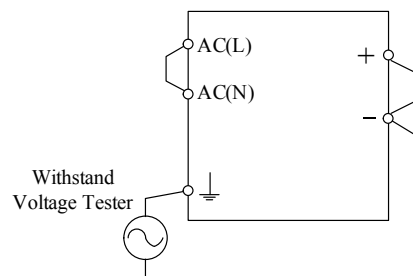 AC(L)
+
AC(N)
−
Withstand
Voltage Tester